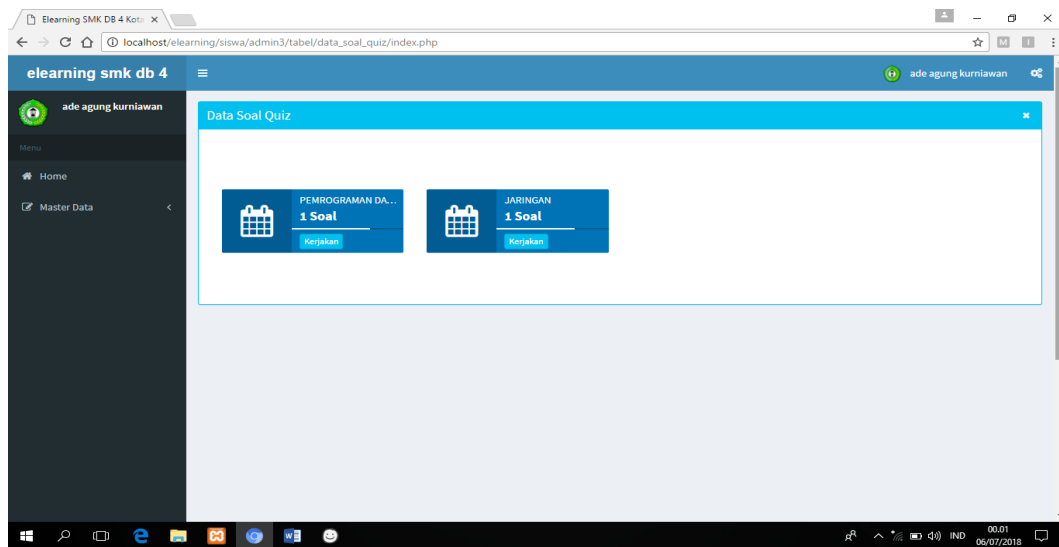 Elearning SMK DB 4 Kota
localhost/elearning/siswa/admin3/tabel/data_soal_quiz/index.php
M
I
elearning smk db 4
ade agung kurniawan
ade agung kurniawan
Menu
Home
Master Data
Data Soal Quiz
PEMROGRAMAN DA...
1 Soal
Kerjakan
JARINGAN
1 Soal
Kerjakan
IND
00.01
06/07/2018